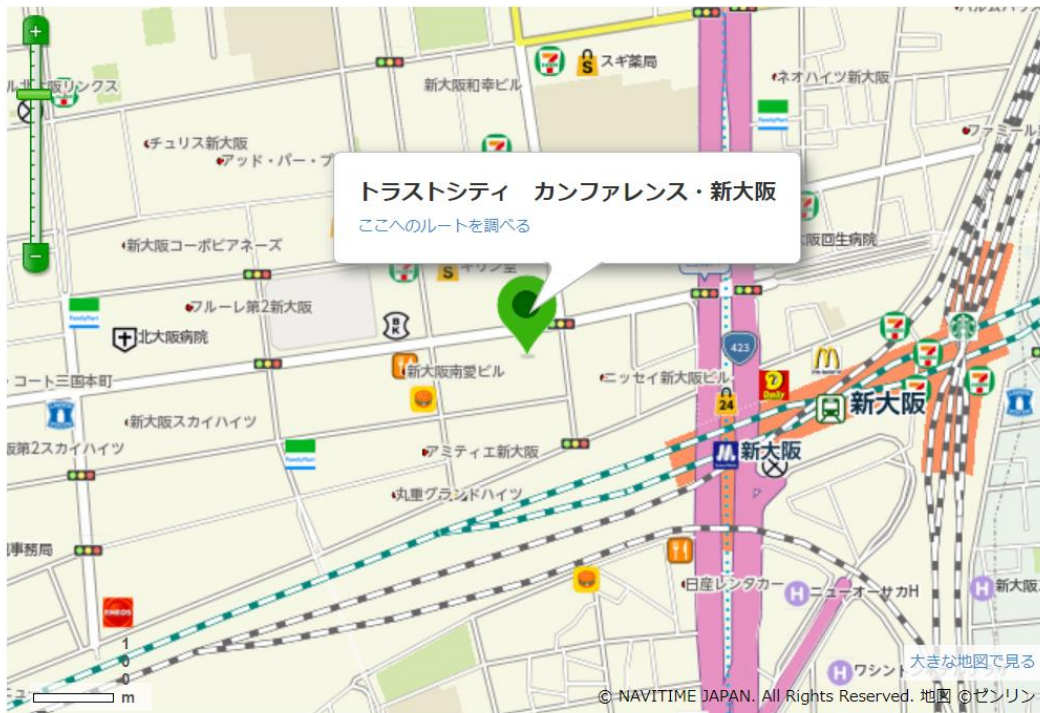 スギ薬局
新大阪和幸ビル
ネオハイツ新大阪
リンクス
チュリス新大阪
アッド・パー・プ
ファミール
トラストシティ　カンファレンス・新大阪
ここへのルートを調べる
新大阪コーポビアネーズ
大阪回生病院
キリン堂
フルーレ第2新大阪
FamilyMart
北大阪病院
423
新大阪南愛ビル
コート三国本町
ニッセイ新大阪ビル
Daily
24
新大阪
新大阪スカイハイツ
阪第2スカイハイツ
アミティエ新大阪
新大阪
丸重グランドハイツ
事務局
日産レンタカー
ニューオーサカH
新大阪
ENEOS
100
m
大きな地図で見る
ワシント
© NAVITIME JAPAN. All Rights Reserved. 地図 ©ゼンリン